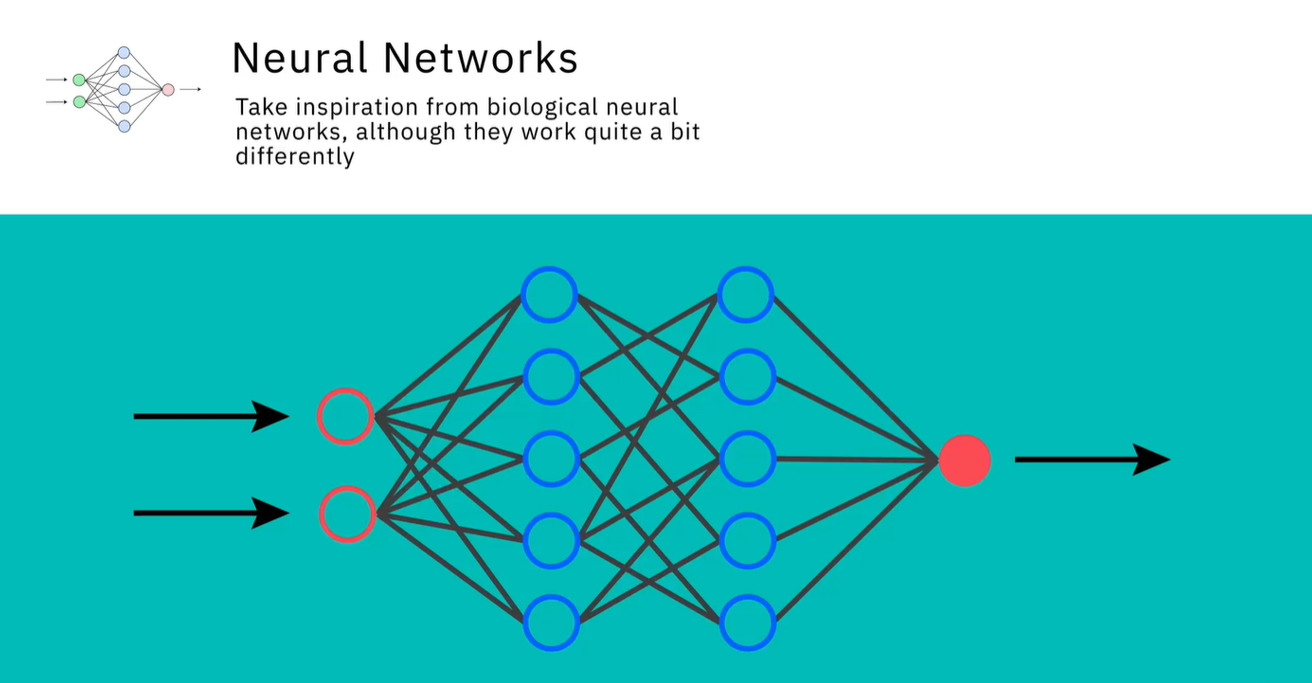 Neural Networks
Take inspiration from biological neural
networks, although they work quite a bit
differently